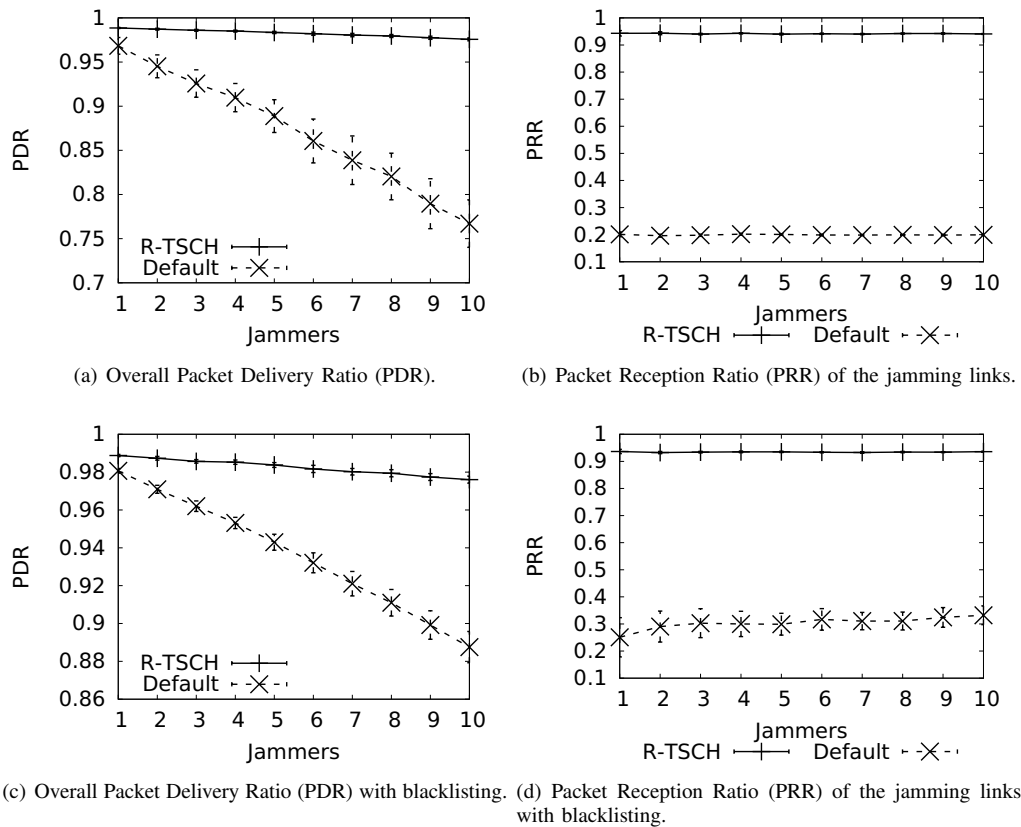 1
0.95
0.9
0.85
0.8
0.75
0.7
PDR
R-TSCH
Default
1 2 3 4 5 6 7 8 9 10
Jammers
(a) Overall Packet Delivery Ratio (PDR).
1
0.9
0.8
0.7
0.6
0.5
0.4
0.3
0.2
0.1
PRR
1 2 3 4 5 6 7 8 9 10
Jammers
R-TSCH Default
(b) Packet Reception Ratio (PRR) of the jamming links.
1
0.98
0.96
0.94
0.92
0.9
0.88
0.86
PDR
R-TSCH
Default
1 2 3 4 5 6 7 8 9 10
Jammers
(c) Overall Packet Delivery Ratio (PDR) with blacklisting.
1
0.9
0.8
0.7
0.6
0.5
0.4
0.3
0.2
0.1
PRR
1 2 3 4 5 6 7 8 9 10
Jammers
R-TSCH Default
(d) Packet Reception Ratio (PRR) of the jamming links
with blacklisting.